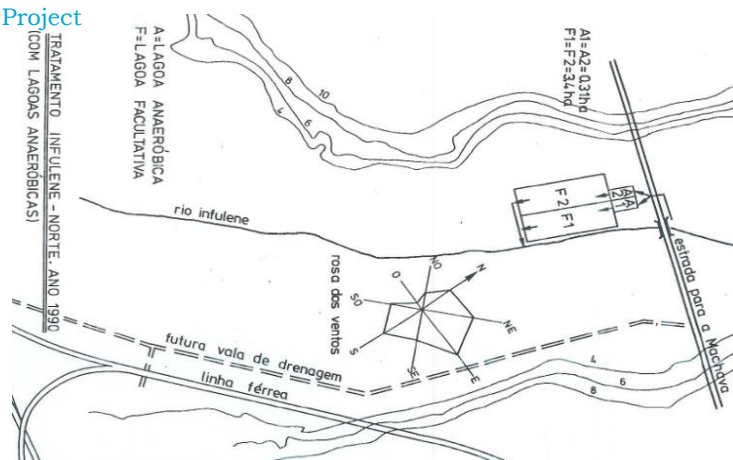 Project
TRATAMENTO INFULENE - NORTE. ANO 1990
(COM LAGOAS ANAERÓBICAS)
A=LAGOA ANAERÓBICA
F=LAGOA FACULTATIVA
A1=A2=0.31ha
F1=F2=3,4ha
10
8
6
4
A2
A1
F2
F1
rio infulene
estrada para a Machava
rosa dos ventos
N
NE
E
SE
S
SO
O
NO
futura vala de drenagem
linha férrea
4
6
8